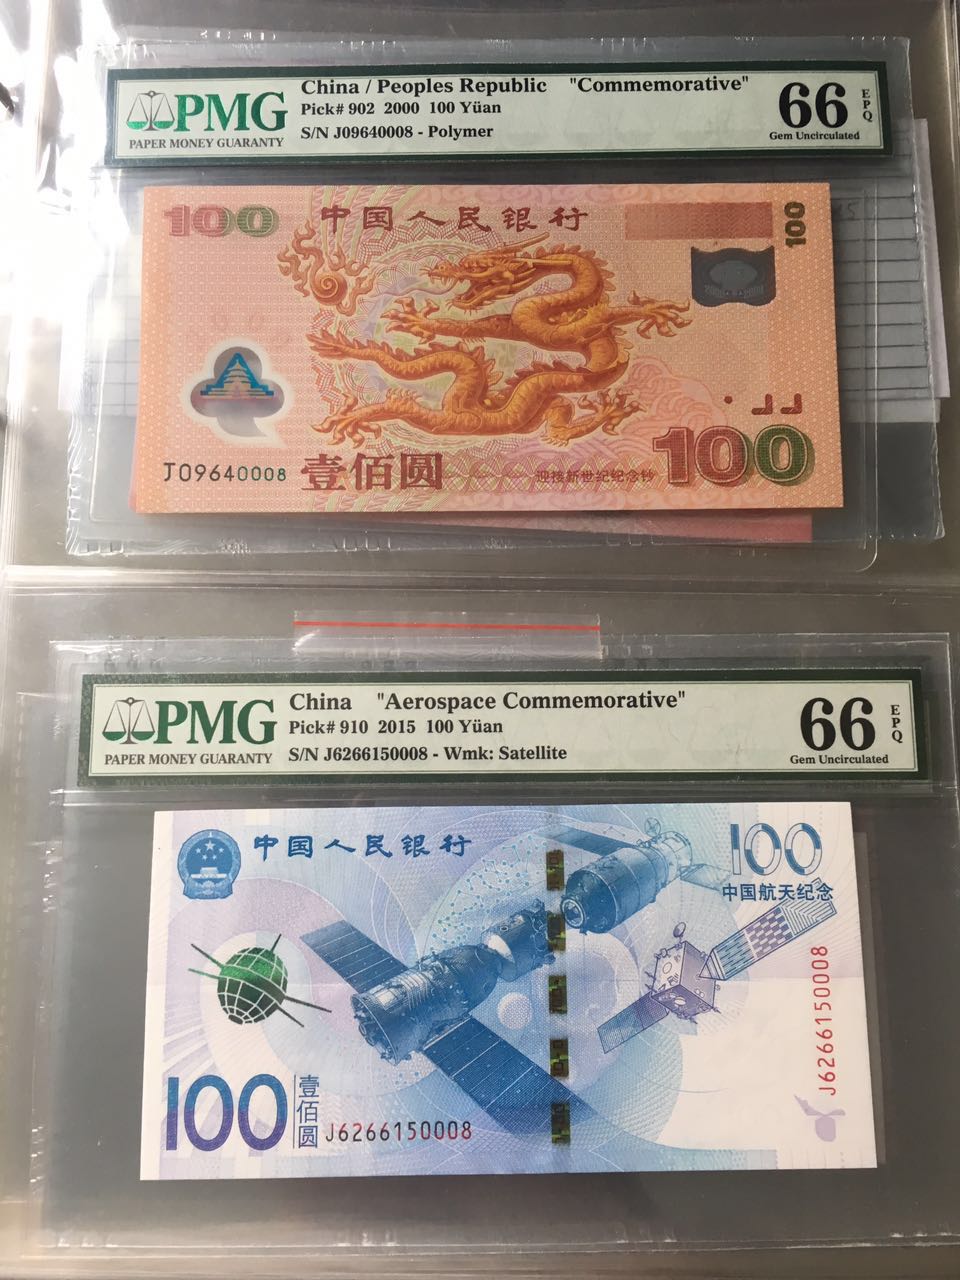 PMG
PAPER MONEY GUARANTY
China / Peoples Republic "Commemorative"
Pick# 902 2000 100 Yüan
S/N J09640008 - Polymer
66 EPQ
Gem Uncirculated
100
中国人民银行
100
J09640008
壹佰圆
迎接新世纪纪念钞
100
PMG
PAPER MONEY GUARANTY
China "Aerospace Commemorative"
Pick# 910 2015 100 Yüan
S/N J6266150008 - Wmk: Satellite
66 EPQ
Gem Uncirculated
中国人民银行
100
中国航天纪念
J6266150008
100
壹佰圆
J6266150008